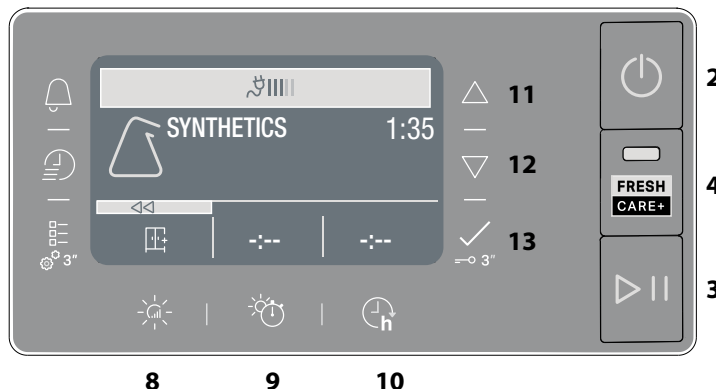 2
11
SYNTHETICS 1:35
12
FRESH
CARE+
4
-:-- -:--
13
3"
3"
3
h
8 9 10